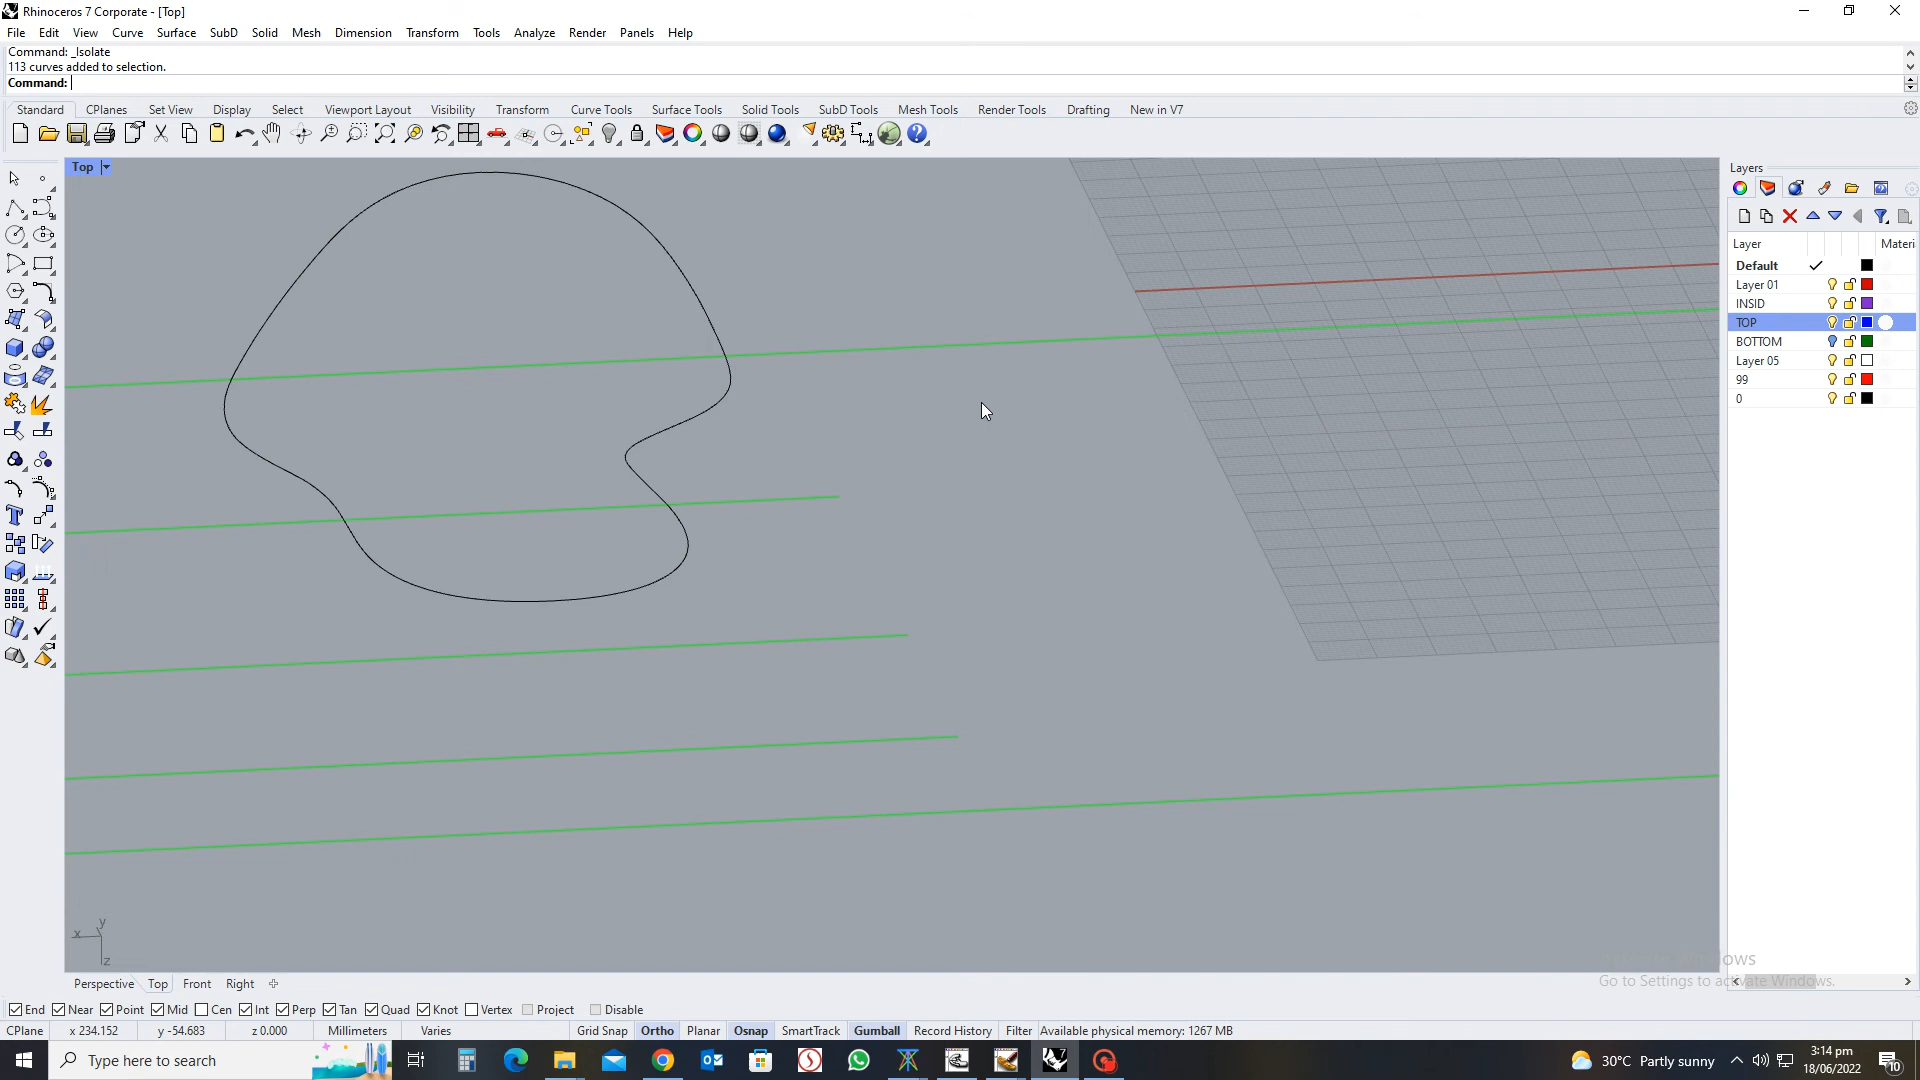 Rhinoceros 7 Corporate - [Top]
File Edit View Curve Surface SubD Solid Mesh Dimension Transform Tools Analyze Render Panels Help
Command: _Isolate
113 curves added to selection.
Command:
Standard CPlanes Set View Display Select Viewport Layout Visibility Transform Curve Tools Surface Tools Solid Tools SubD Tools Mesh Tools Render Tools Drafting New in V7
Top
Layers
Layer Materi
Default
Layer 01
INSID
TOP
BOTTOM
Layer 05
99
0
y
x
z
Go to Settings to activate Windows.
Perspective Top Front Right
End Near Point Mid Cen Int Perp Tan Quad Knot Vertex Project Disable
CPlane x 234.152 y -54.683 z 0.000 Millimeters Varies Grid Snap Ortho Planar Osnap SmartTrack Gumball Record History Filter Available physical memory: 1267 MB
Type here to search
30°C Partly sunny
3:14 pm
18/06/2022
10